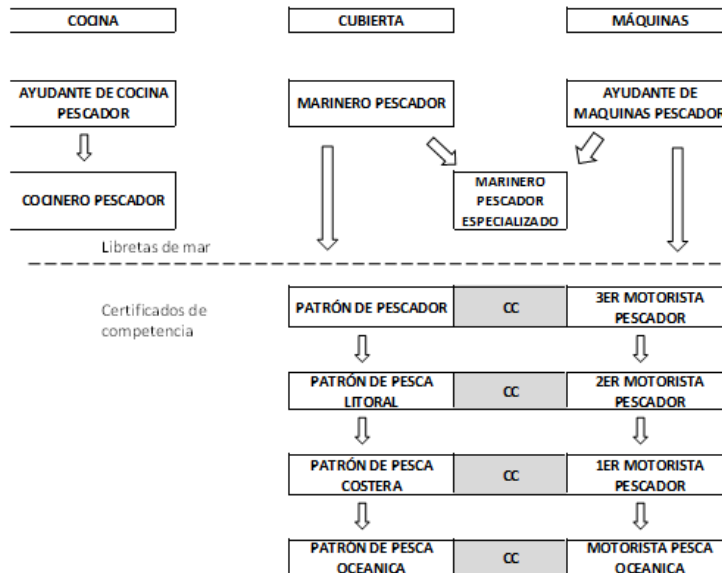 COCINA
CUBIERTA
MÁQUINAS
AYUDANTE DE COCINA
PESCADOR
MARINERO PESCADOR
AYUDANTE DE
MAQUINAS PESCADOR
COCINERO PESCADOR
MARINERO
PESCADOR
ESPECIALIZADO
Libretas de mar
Certificados de
competencia
PATRÓN DE PESCADOR
CC
3ER MOTORISTA
PESCADOR
PATRÓN DE PESCA
LITORAL
CC
2ER MOTORISTA
PESCADOR
PATRÓN DE PESCA
COSTERA
CC
1ER MOTORISTA
PESCADOR
PATRÓN DE PESCA
OCEANICA
CC
MOTORISTA PESCA
OCEANICA